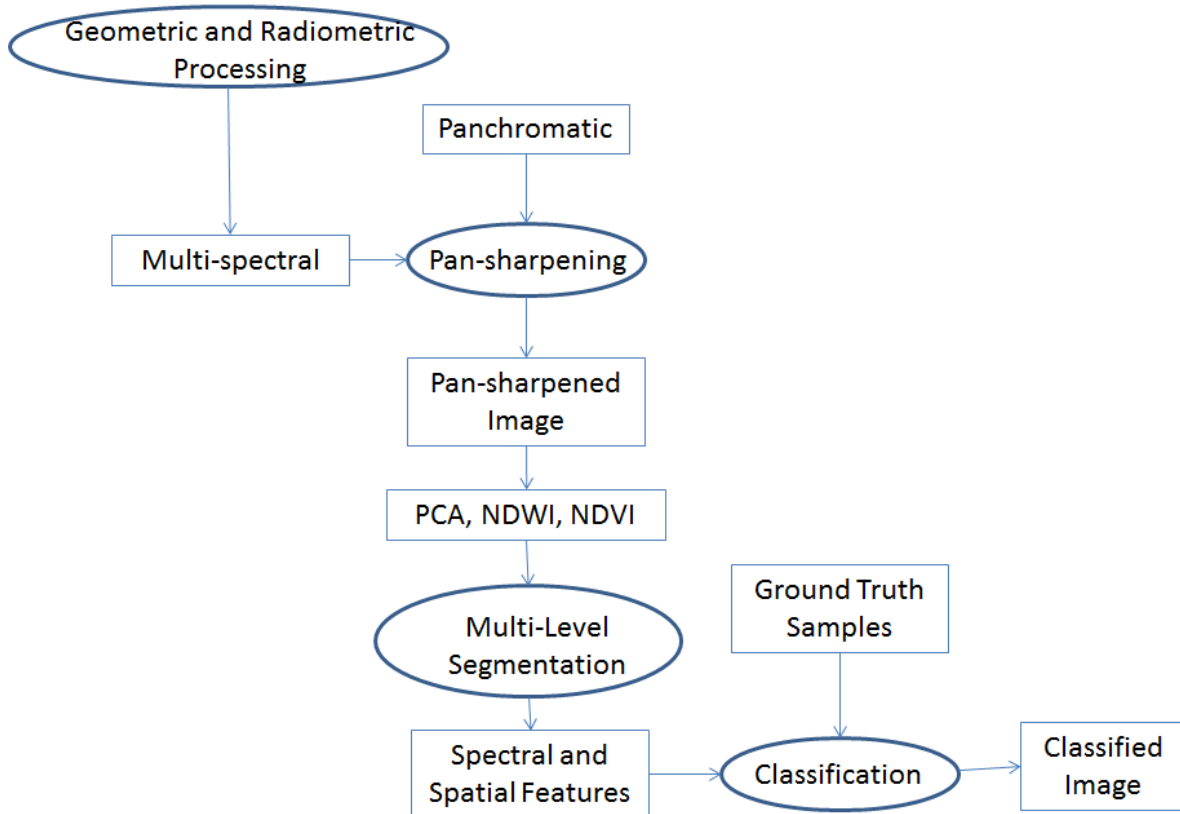 Geometric and Radiometric
Processing
Panchromatic
Multi-spectral
Pan-sharpening
Pan-sharpened
Image
PCA, NDWI, NDVI
Multi-Level
Segmentation
Ground Truth
Samples
Spectral and
Spatial Features
Classification
Classified
Image